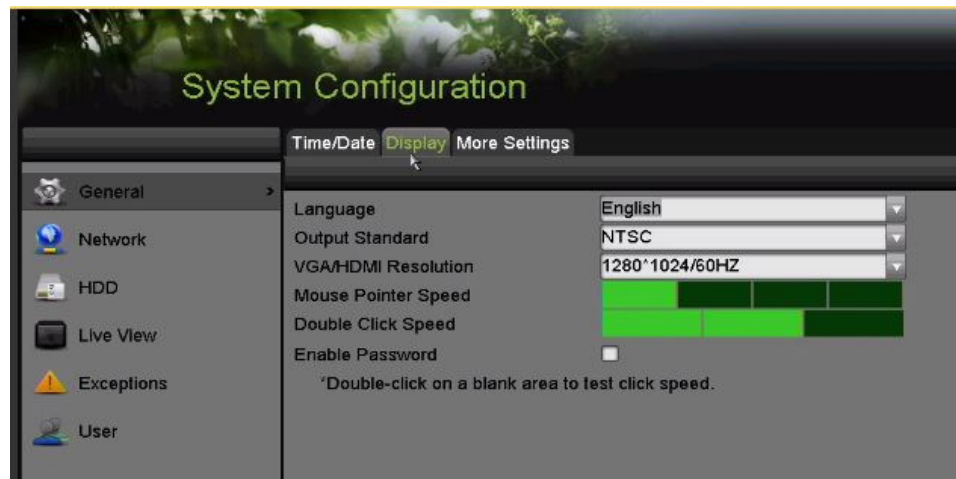 System Configuration
Time/Date Display More Settings
General >
Network
HDD
Live View
Exceptions
User
Language English
Output Standard NTSC
VGA/HDMI Resolution 1280*1024/60HZ
Mouse Pointer Speed
Double Click Speed
Enable Password
*Double-click on a blank area to test click speed.